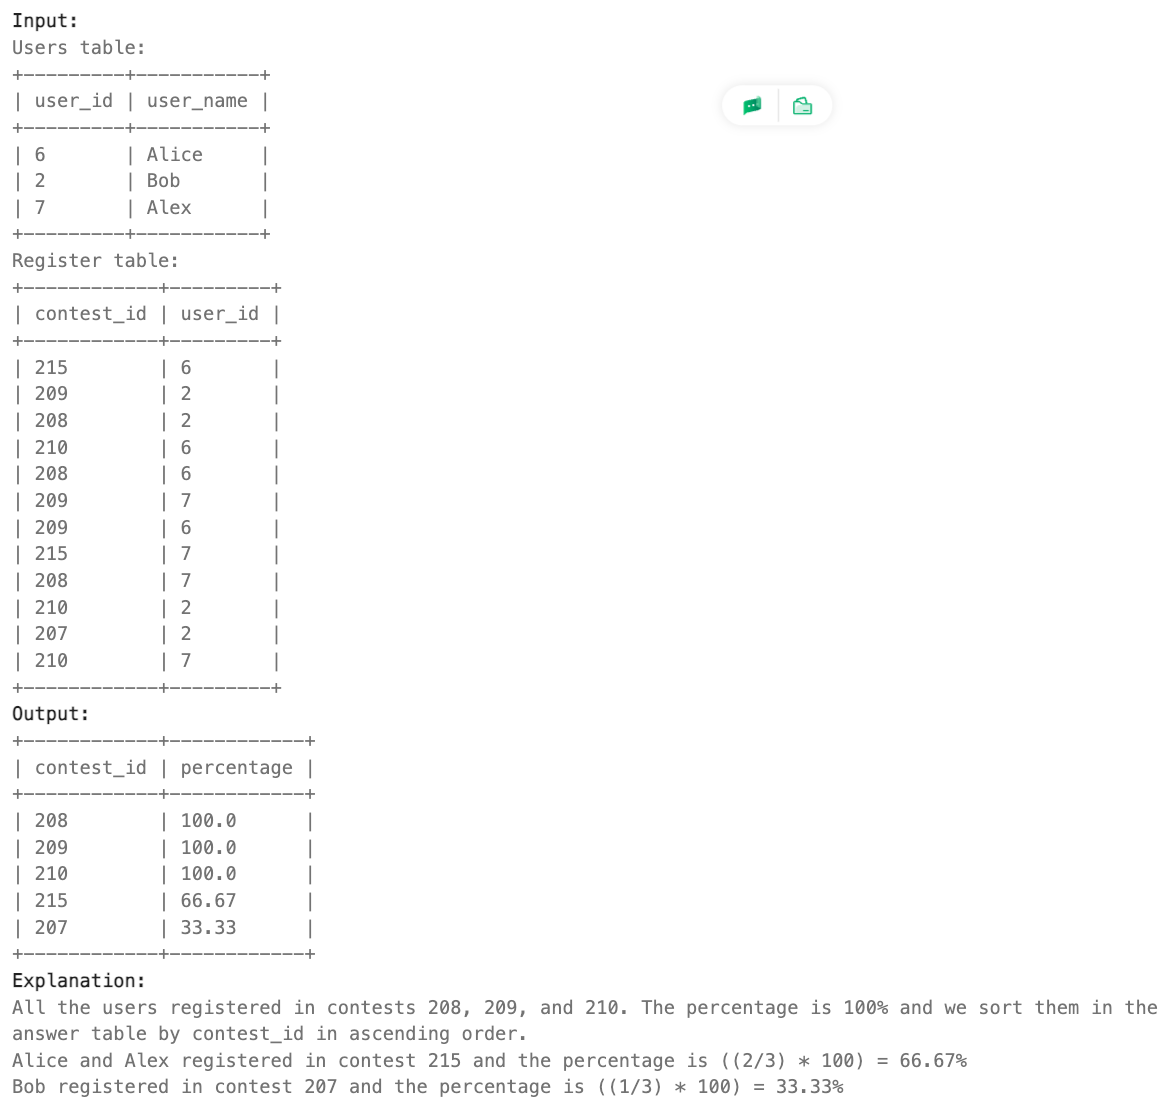 Input:
Users table:
+---------+-----------+
| user_id | user_name |
+---------+-----------+
| 6       | Alice     |
| 2       | Bob       |
| 7       | Alex      |
+---------+-----------+
Register table:
+------------+---------+
| contest_id | user_id |
+------------+---------+
| 215        | 6       |
| 209        | 2       |
| 208        | 2       |
| 210        | 6       |
| 208        | 6       |
| 209        | 7       |
| 209        | 6       |
| 215        | 7       |
| 208        | 7       |
| 210        | 2       |
| 207        | 2       |
| 210        | 7       |
+------------+---------+
Output:
+------------+------------+
| contest_id | percentage |
+------------+------------+
| 208        | 100.0      |
| 209        | 100.0      |
| 210        | 100.0      |
| 215        | 66.67      |
| 207        | 33.33      |
+------------+------------+
Explanation:
All the users registered in contests 208, 209, and 210. The percentage is 100% and we sort them in the
answer table by contest_id in ascending order.
Alice and Alex registered in contest 215 and the percentage is ((2/3) * 100) = 66.67%
Bob registered in contest 207 and the percentage is ((1/3) * 100) = 33.33%